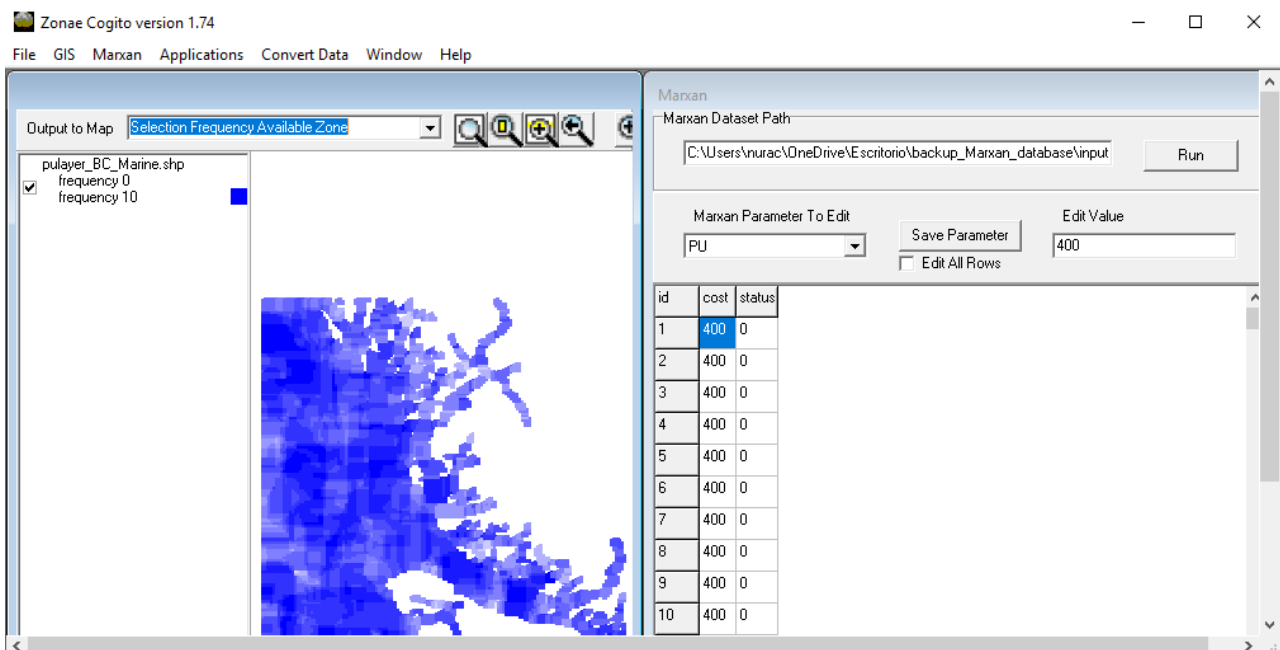 Zonae Cogito version 1.74
File GIS Marxan Applications Convert Data Window Help
Output to Map Selection Frequency Available Zone
pulayer_BC_Marine.shp
frequency 0
frequency 10
Marxan
Marxan Dataset Path
C:\Users\nurac\OneDrive\Escritorio\backup_Marxan_database\input
Run
Marxan Parameter To Edit
PU
Save Parameter
Edit All Rows
Edit Value
400
id cost status
1 400 0
2 400 0
3 400 0
4 400 0
5 400 0
6 400 0
7 400 0
8 400 0
9 400 0
10 400 0